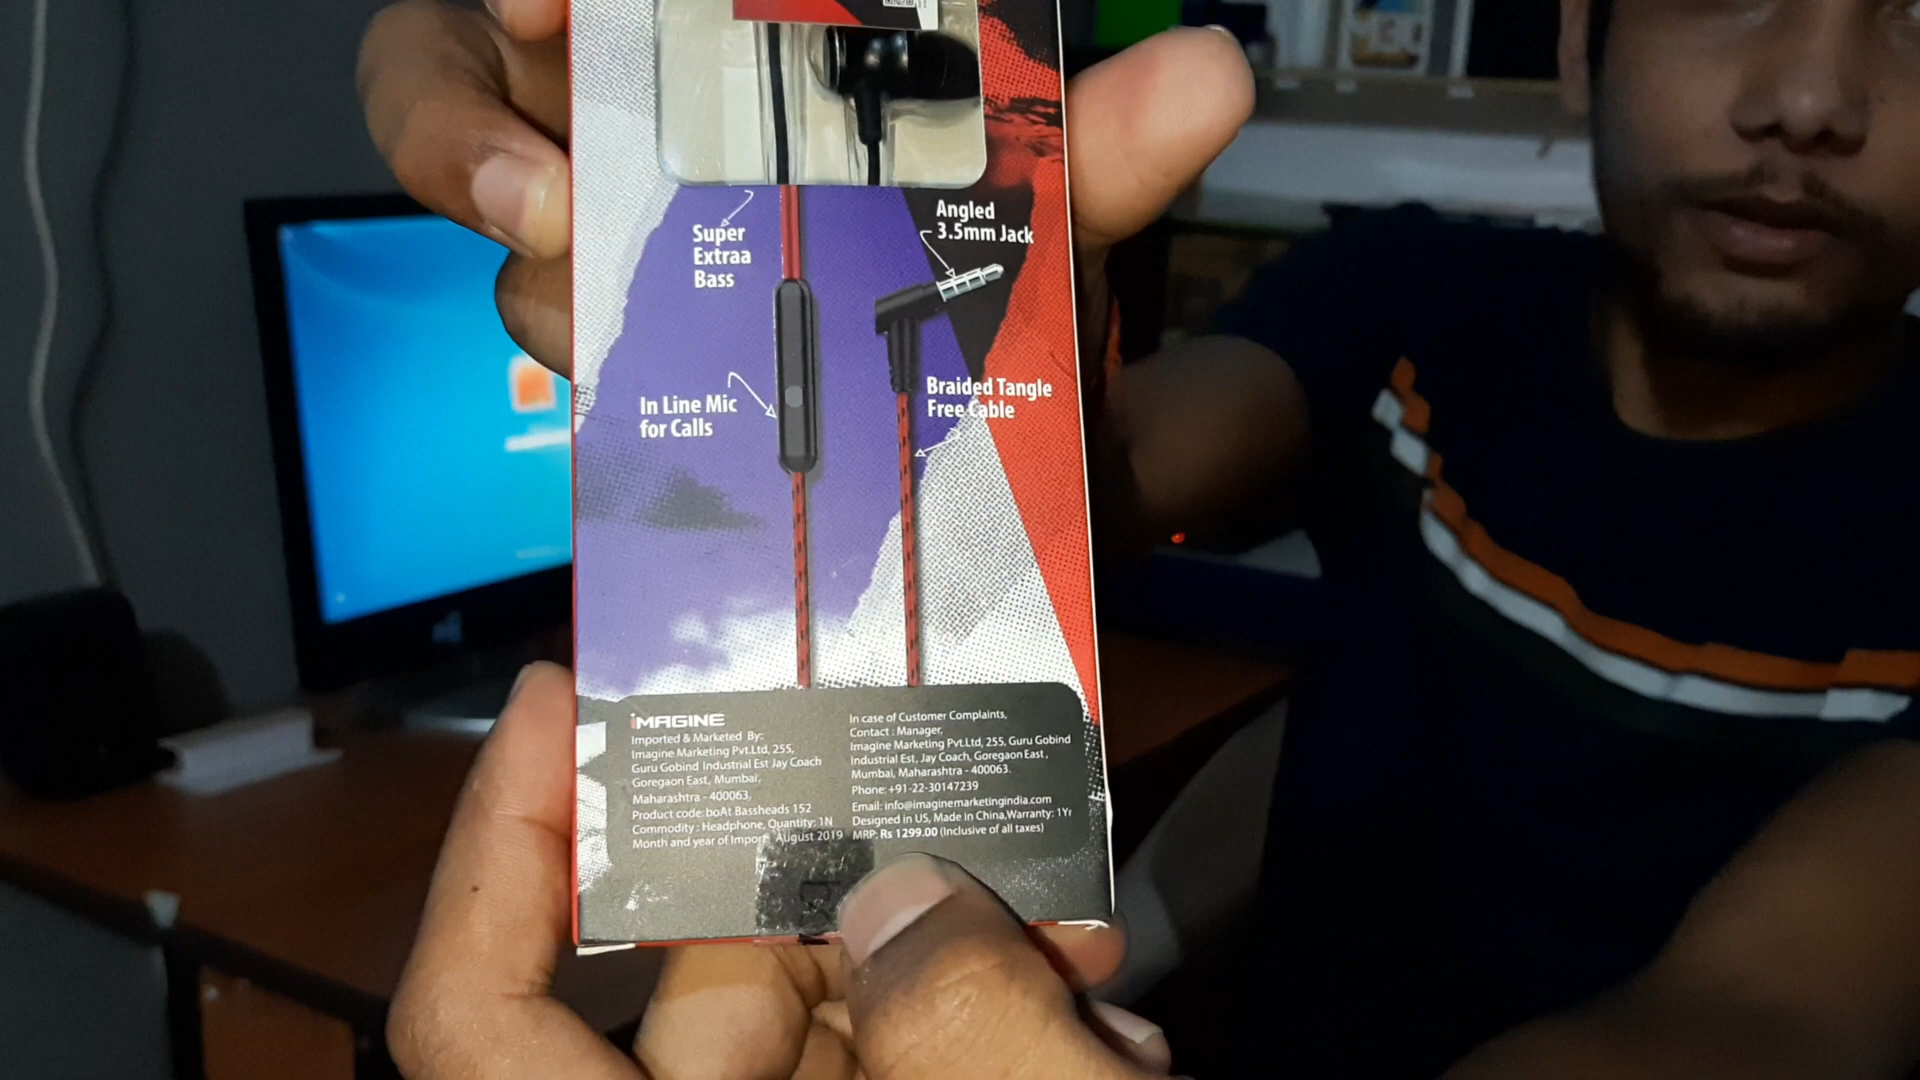 Super
Extraa
Bass
Angled
3.5mm Jack
In Line Mic
for Calls
Braided Tangle
Free Cable
iMAGINE
Imported & Marketed By:
Imagine Marketing Pvt.Ltd, 255,
Guru Gobind Industrial Est Jay Coach
Goregaon East, Mumbai,
Maharashtra - 400063.
Product code: boAt Bassheads 152
Commodity : Headphone, Quantity: 1N
Month and year of Import: August 2019
In case of Customer Complaints,
Contact : Manager,
Imagine Marketing Pvt.Ltd, 255, Guru Gobind
Industrial Est, Jay Coach, Goregaon East,
Mumbai, Maharashtra - 400063.
Phone: +91-22-30147239
Email: info@imaginemarketingindia.com
Designed in US, Made in China,Warranty: 1Yr
MRP: Rs 1299.00 (Inclusive of all taxes)